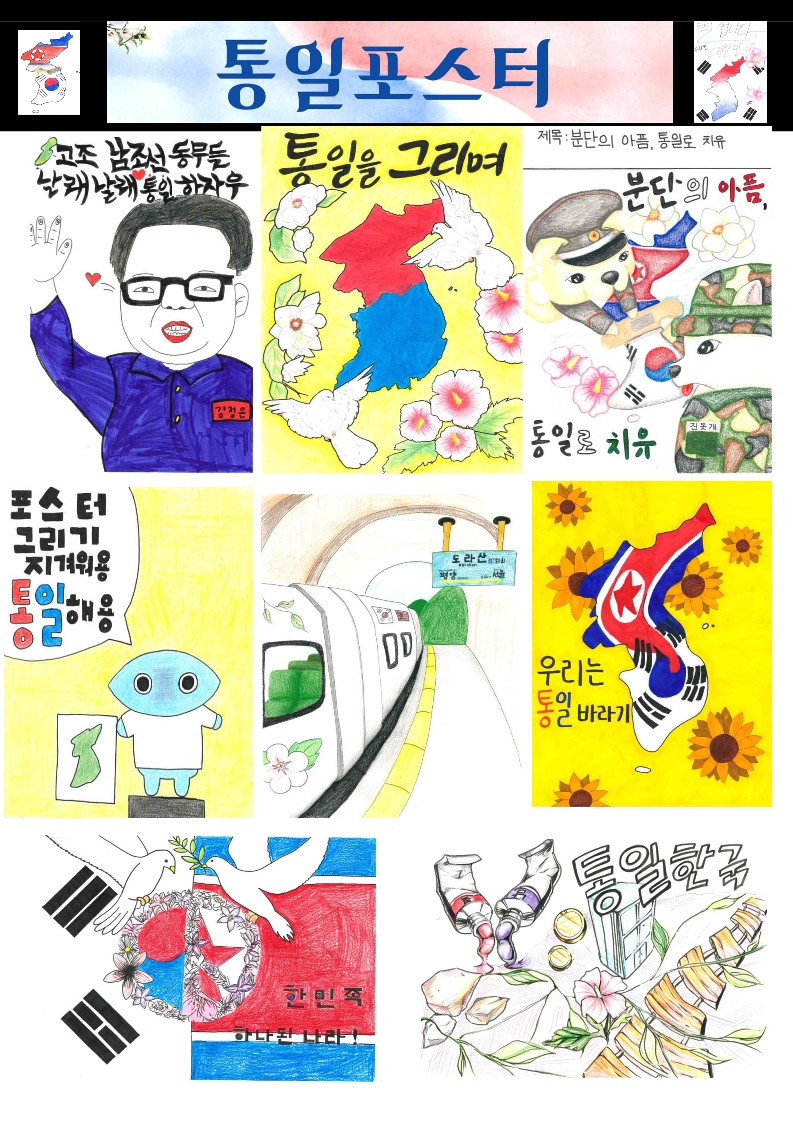 통일포스터
고조 남조선 동무들
날래 날래 통일 하자우
김정은
통일을 그리며
제목: 분단의 아픔, 통일로 치유
분단의 아픔,
진돗개
통일로 치유
포스터
그리기
지겨워용
통일해용
도라산
평양
서울
우리는
통일 바라기
한민족
하나된 나라!
통일한국